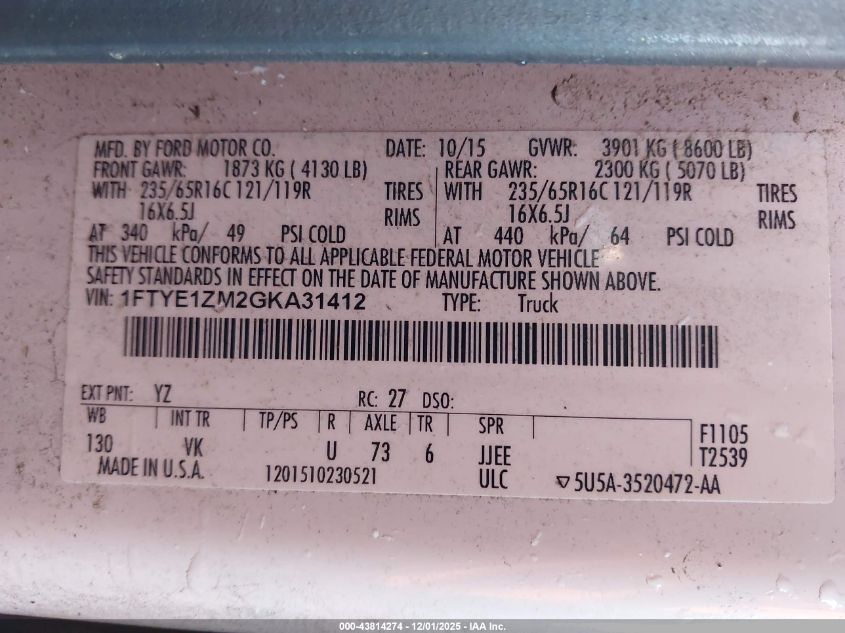 MFD. BY FORD MOTOR CO. DATE: 10/15 GVWR: 3901 KG ( 8600 LB)
FRONT GAWR: 1873 KG ( 4130 LB) REAR GAWR: 2300 KG ( 5070 LB)
WITH 235/65R16C 121/119R TIRES WITH 235/65R16C 121/119R TIRES
16X6.5J RIMS 16X6.5J RIMS
AT 340 kPa/ 49 PSI COLD AT 440 kPa/ 64 PSI COLD
THIS VEHICLE CONFORMS TO ALL APPLICABLE FEDERAL MOTOR VEHICLE
SAFETY STANDARDS IN EFFECT ON THE DATE OF MANUFACTURE SHOWN ABOVE.
VIN: 1FTYE1ZM2GKA31412 TYPE: Truck
EXT PNT: YZ RC: 27 DSO:
WB INT TR TP/PS R AXLE TR SPR F1105
130 VK U 73 6 JJEE T2539
MADE IN U.S.A. 1201510230521 ULC 5U5A-3520472-AA
000-43814274 - 12/01/2025 - IAA Inc.